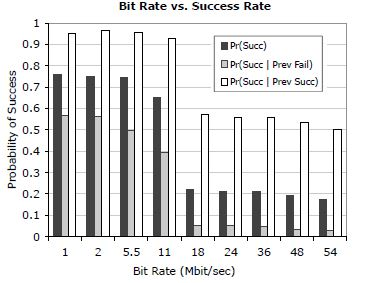 Bit Rate vs. Success Rate
Probability of Success
1
0.9
0.8
0.7
0.6
0.5
0.4
0.3
0.2
0.1
0
Pr(Succ)
Pr(Succ | Prev Fail)
Pr(Succ | Prev Succ)
1 2 5.5 11 18 24 36 48 54
Bit Rate (Mbit/sec)